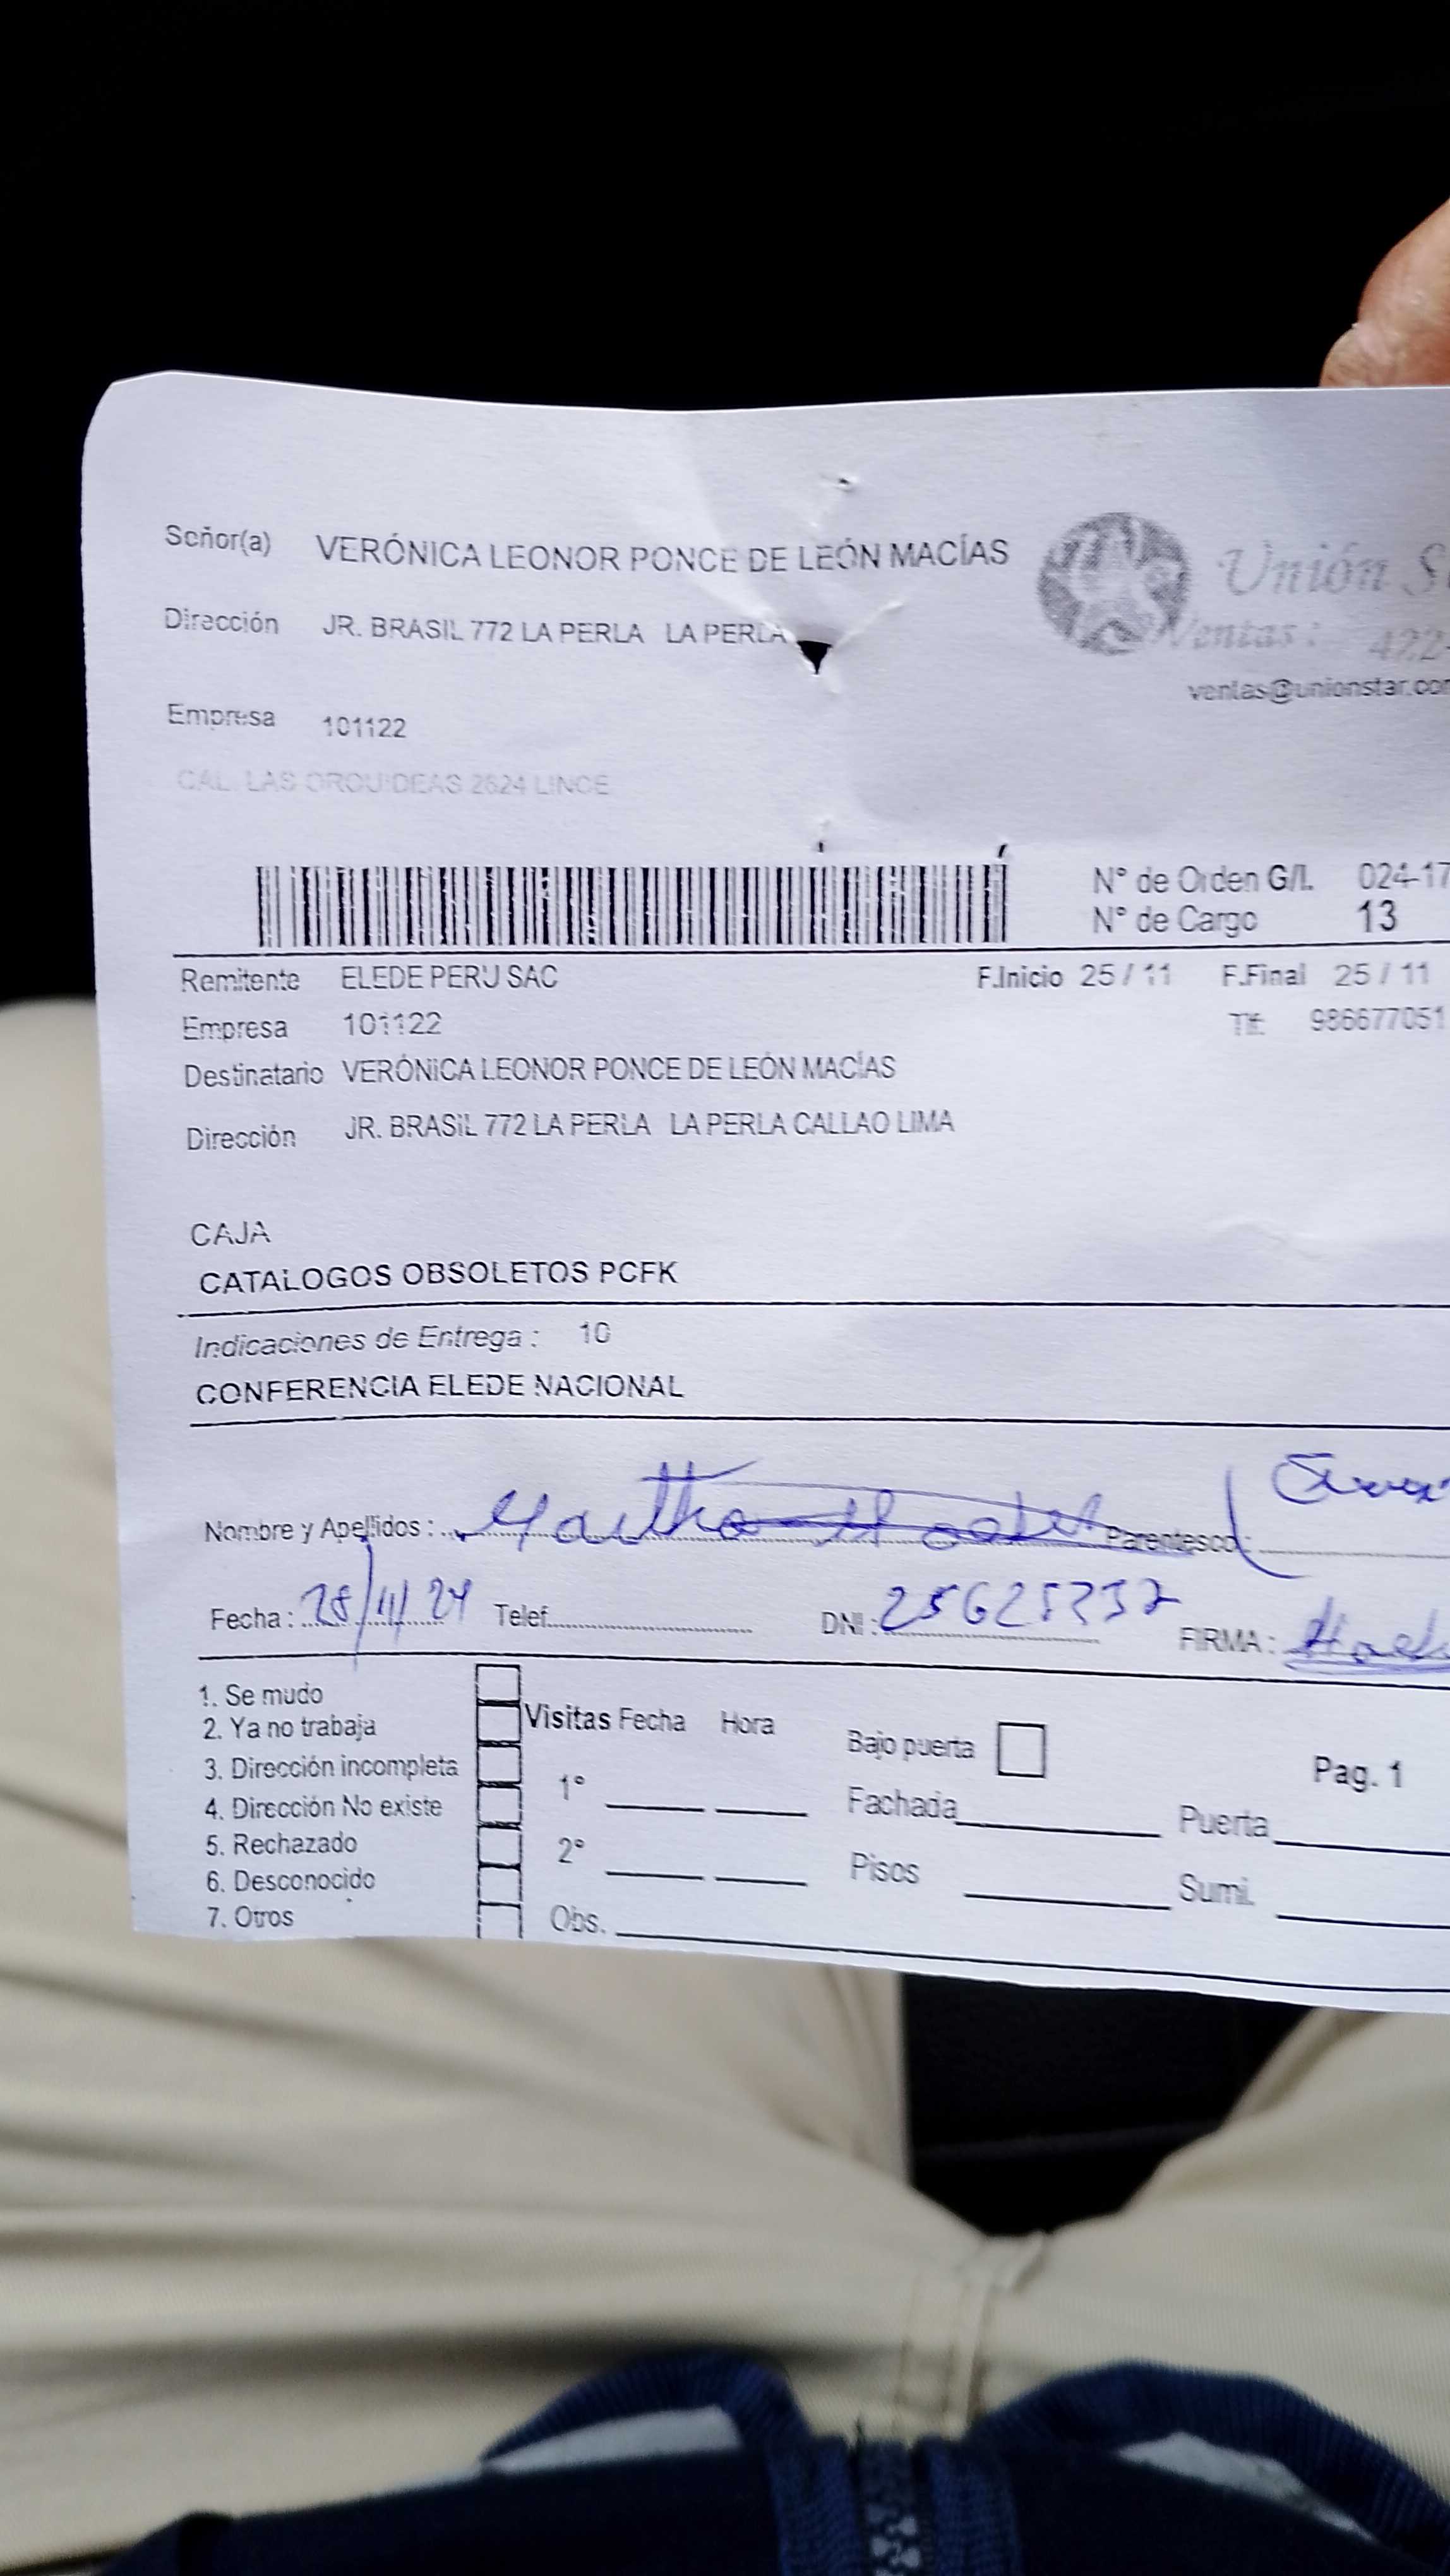 Señor(a) VERÓNICA LEONOR PONCE DE LEÓN MACÍAS
Unión
Dirección JR. BRASIL 772 LA PERLA LA PERLA
Ventas: 422-
ventas@unionstar.com
Empresa 101122
CAL. LAS ORQUIDEAS 2624 LINCE
N° de Orden G/I. 024-17
N° de Cargo 13
Remitente ELEDE PERU SAC F.Inicio 25 / 11 F.Final 25 / 11
Empresa 101122 Tlf: 986677051
Destinatario VERÓNICA LEONOR PONCE DE LEÓN MACÍAS
Dirección JR. BRASIL 772 LA PERLA LA PERLA CALLAO LIMA
CAJA
CATALOGOS OBSOLETOS PCFK
Indicaciones de Entrega : 10
CONFERENCIA ELEDE NACIONAL
Nombre y Apellidos : Martha Parentesco :
Fecha : 28/11/24 Telef. DNI : 25625232 FIRMA :
1. Se mudo
2. Ya no trabaja
3. Dirección incompleta
4. Dirección No existe
5. Rechazado
6. Desconocido
7. Otros
Visitas Fecha Hora
1°
2°
Obs.
Bajo puerta
Fachada
Pisos
Pag. 1
Puerta
Sumi.